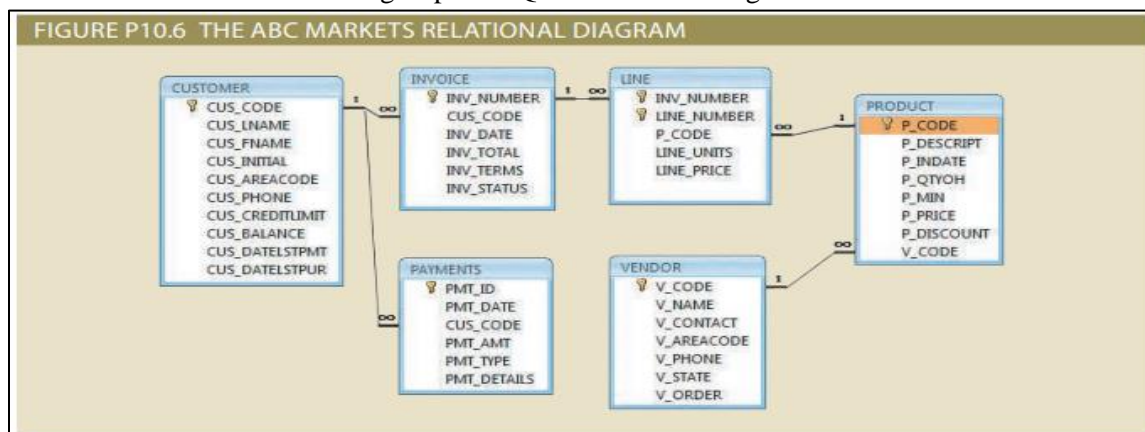 FIGURE P10.6 THE ABC MARKETS RELATIONAL DIAGRAM
CUSTOMER
CUS_CODE
CUS_LNAME
CUS_FNAME
CUS_INITIAL
CUS_AREACODE
CUS_PHONE
CUS_CREDITLIMIT
CUS_BALANCE
CUS_DATELSTPMT
CUS_DATELSTPUR
1
∞
INVOICE
INV_NUMBER
CUS_CODE
INV_DATE
INV_TOTAL
INV_TERMS
INV_STATUS
1
∞
LINE
INV_NUMBER
LINE_NUMBER
P_CODE
LINE_UNITS
LINE_PRICE
∞
1
PRODUCT
P_CODE
P_DESCRIPT
P_INDATE
P_QTYOH
P_MIN
P_PRICE
P_DISCOUNT
V_CODE
∞
PAYMENTS
PMT_ID
PMT_DATE
CUS_CODE
PMT_AMT
PMT_TYPE
PMT_DETAILS
∞
VENDOR
V_CODE
V_NAME
V_CONTACT
V_AREACODE
V_PHONE
V_STATE
V_ORDER
1